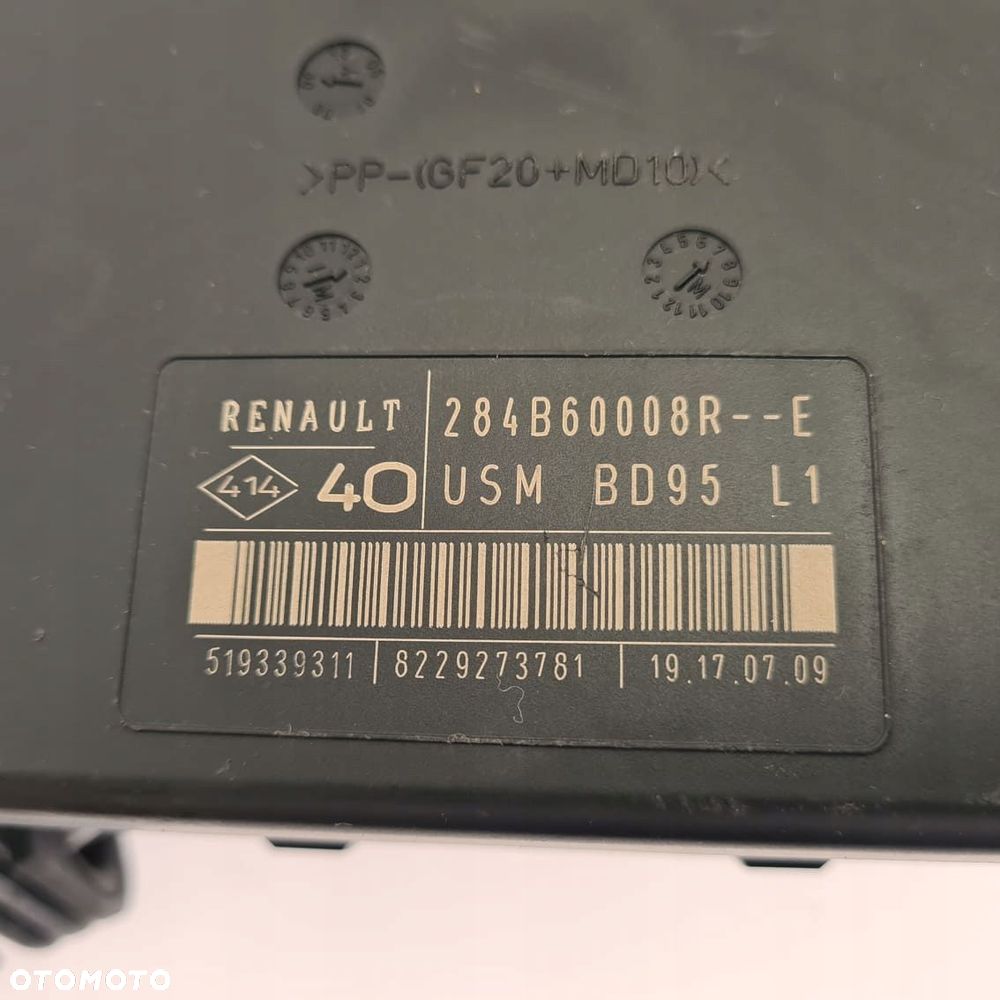 >PP-(GF20+MD10)<
RENAULT
284B60008R--E
414
40
USM BD95 L1
519339311
8229273781
19.17.07.09
OTOMOTO